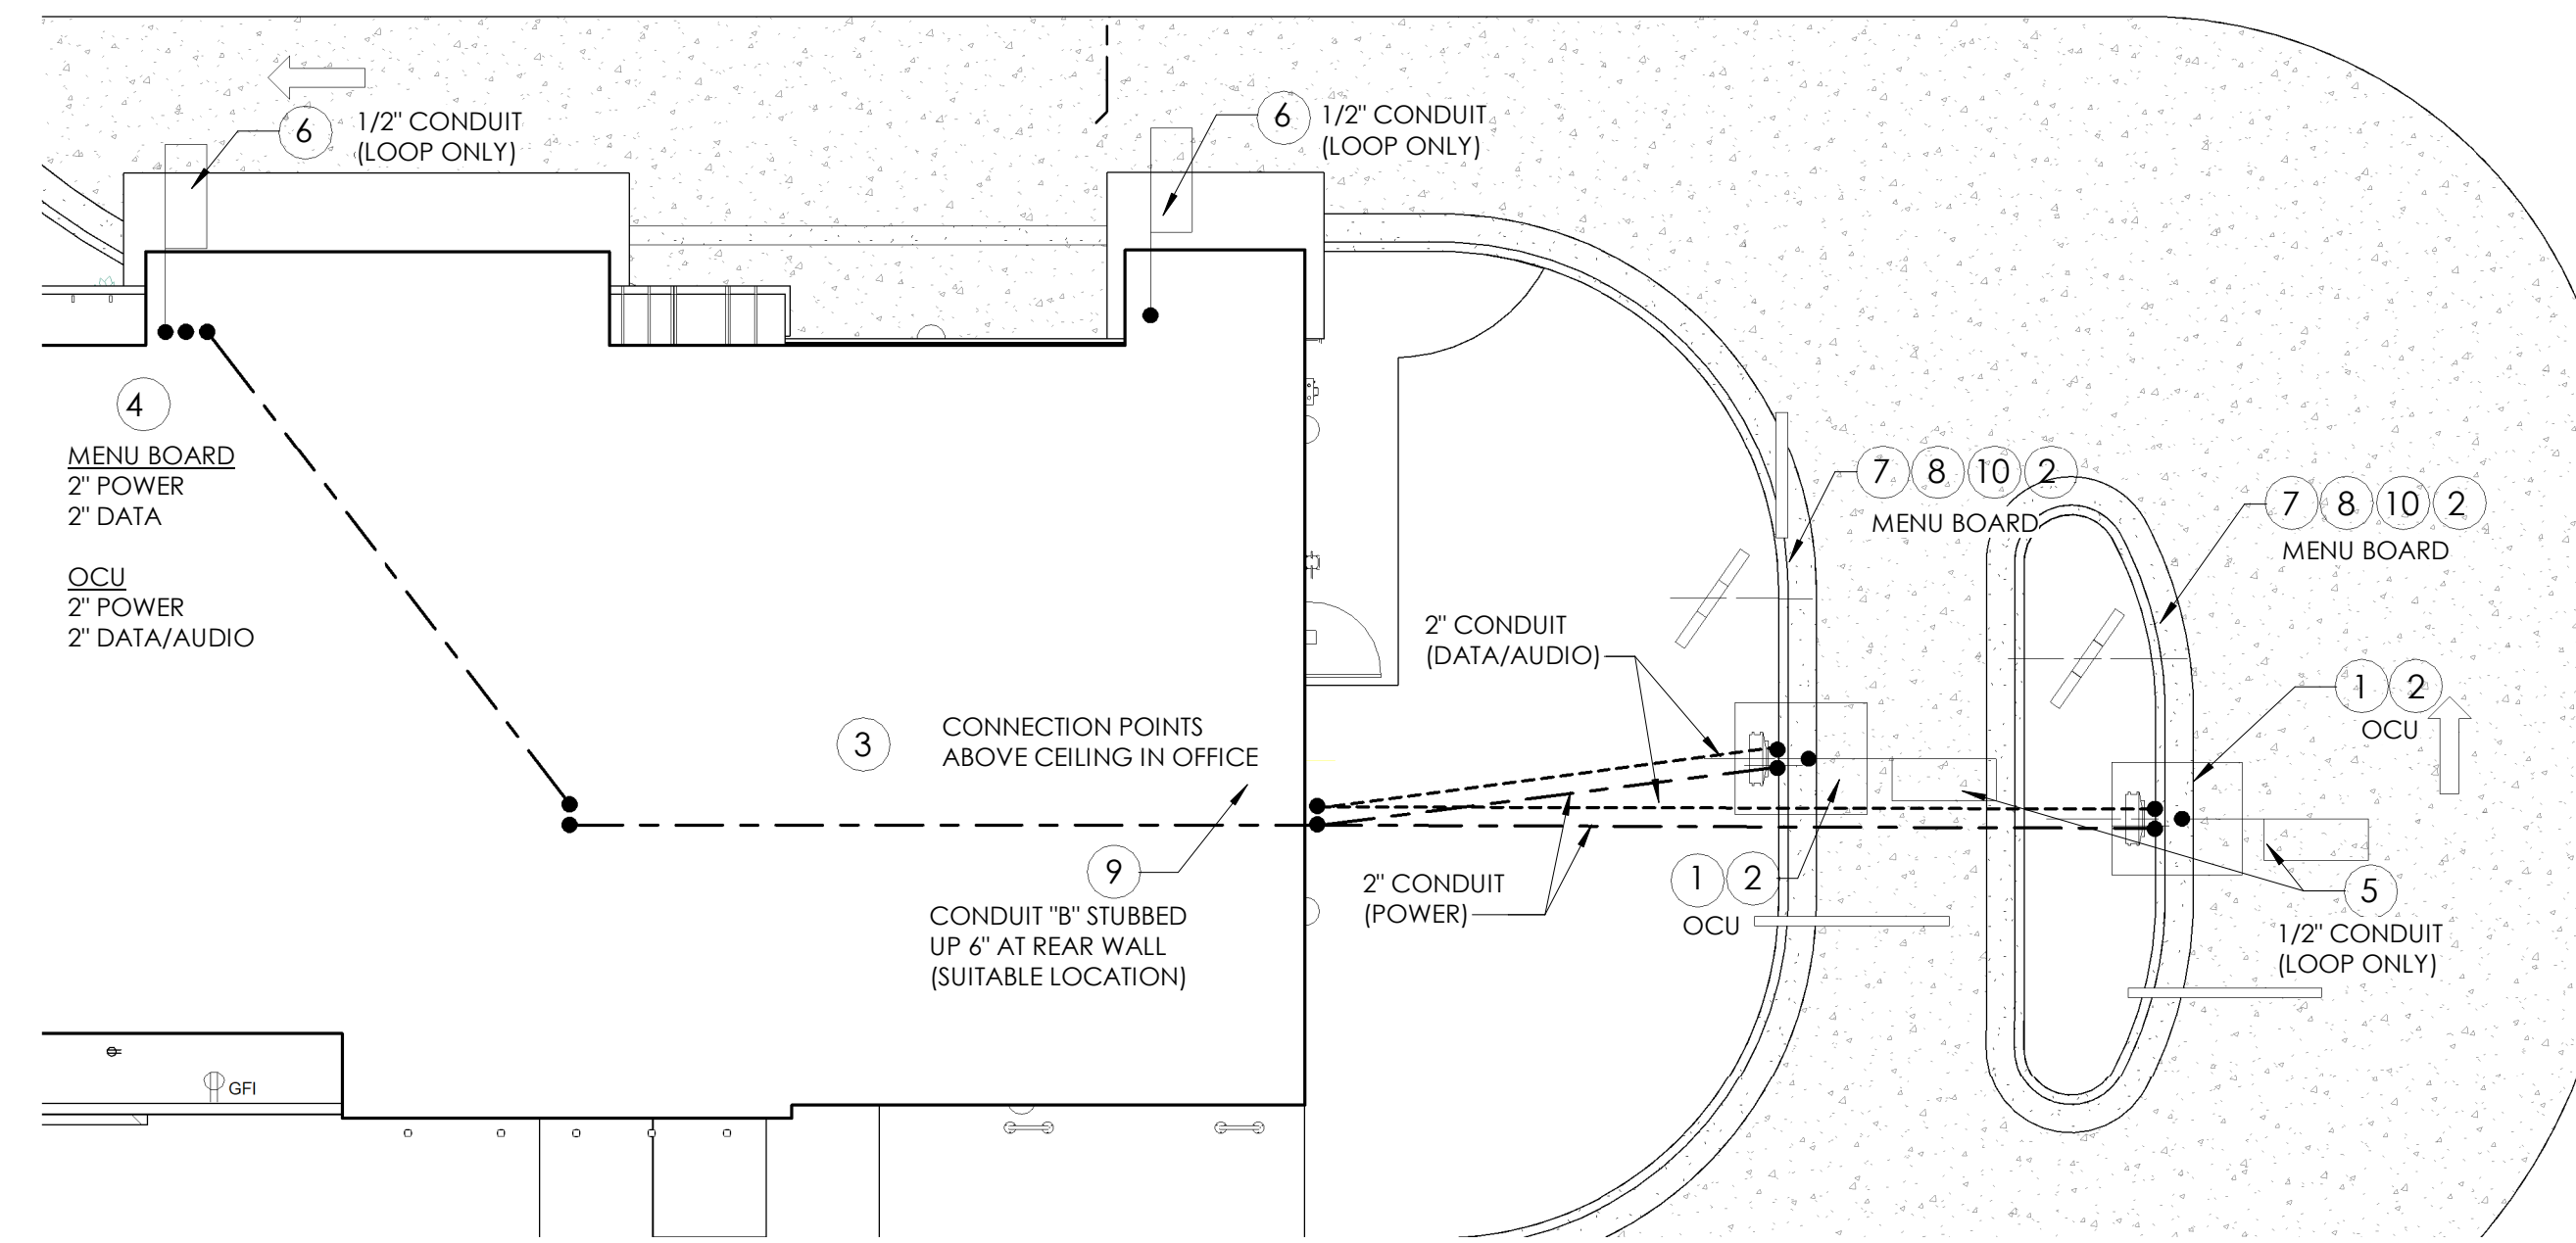 6
1/2" CONDUIT
(LOOP ONLY)
6
1/2" CONDUIT
(LOOP ONLY)
4
MENU BOARD
2" POWER
2" DATA
OCU
2" POWER
2" DATA/AUDIO
7 8 10 2
MENU BOARD
7 8 10 2
MENU BOARD
2" CONDUIT
(DATA/AUDIO)
1 2
OCU
3
CONNECTION POINTS
ABOVE CEILING IN OFFICE
9
CONDUIT "B" STUBBED
UP 6" AT REAR WALL
(SUITABLE LOCATION)
2" CONDUIT
(POWER)
1 2
OCU
5
1/2" CONDUIT
(LOOP ONLY)
GFI